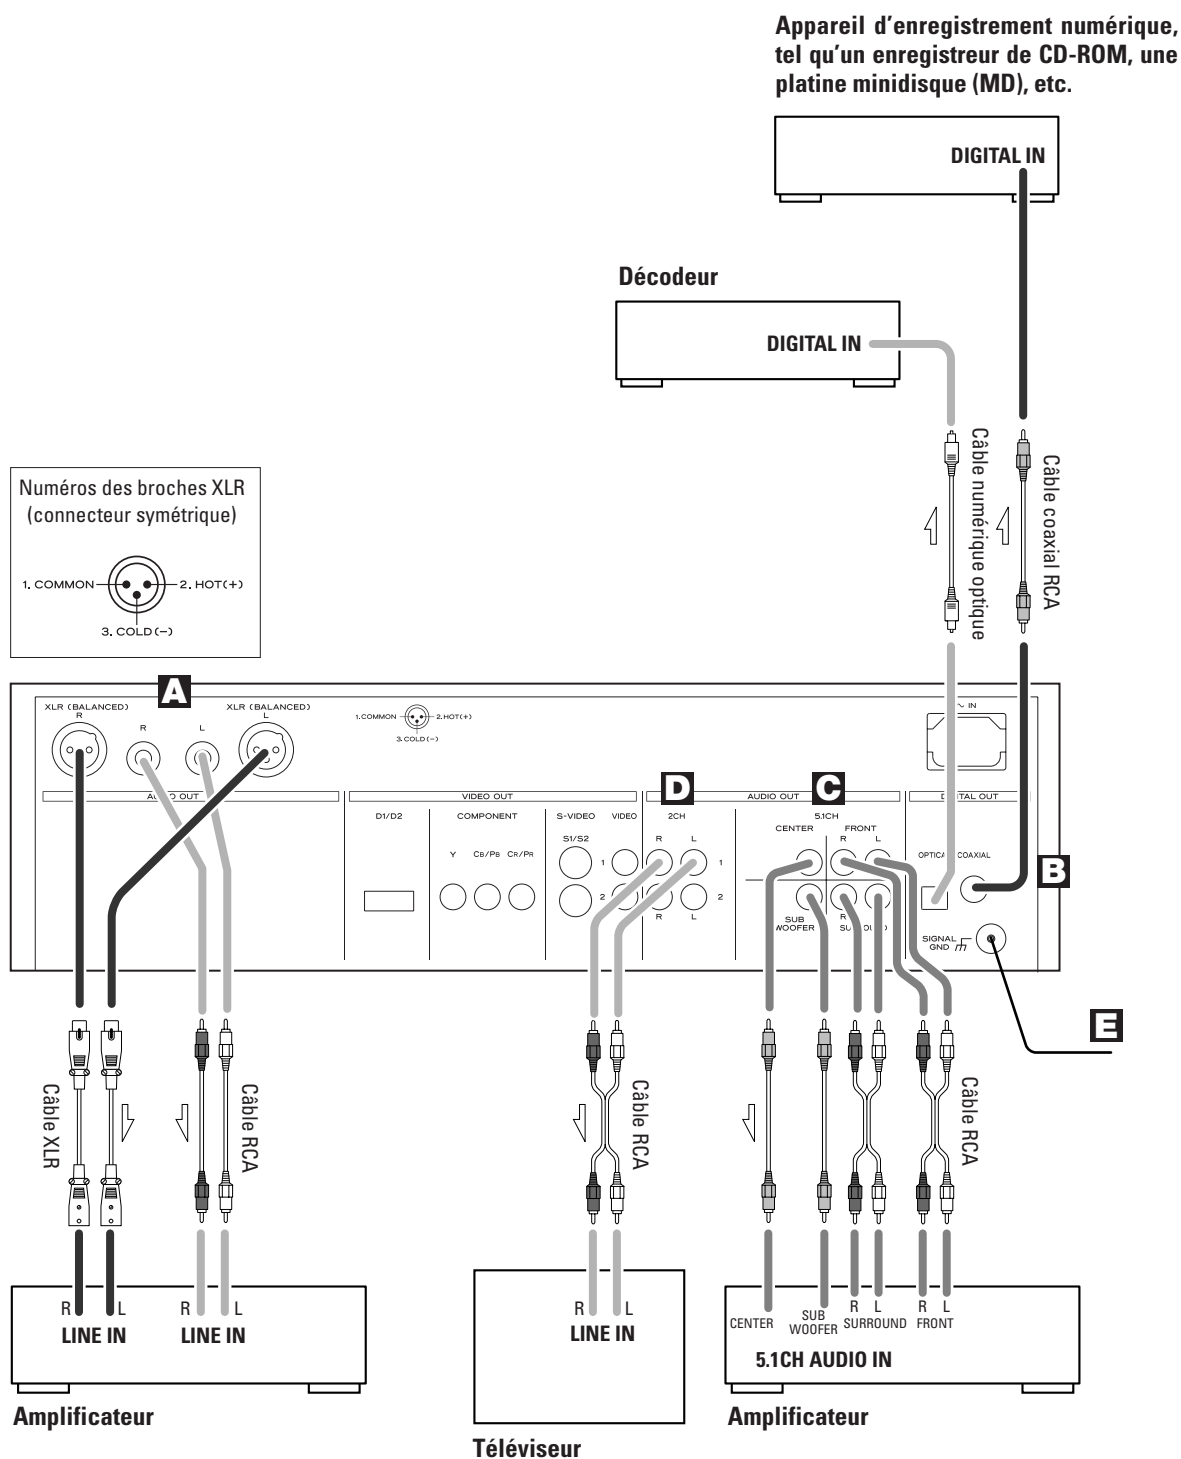 Appareil d'enregistrement numérique,
tel qu'un enregistreur de CD-ROM, une
platine minidisque (MD), etc.
DIGITAL IN
Décodeur
DIGITAL IN
Câble numérique optique
Câble coaxial RCA
Numéros des broches XLR
(connecteur symétrique)
1. COMMON
2. HOT(+)
3. COLD(–)
A
XLR (BALANCED)
R
R
L
XLR (BALANCED)
L
1. COMMON
2. HOT(+)
3. COLD(–)
~ IN
AUDIO OUT
VIDEO OUT
D
AUDIO OUT
C
DIGITAL OUT
D1/D2
COMPONENT
S-VIDEO
VIDEO
2CH
5.1CH
CENTER
FRONT
S1/S2
R
L
R
L
Y
CB/PB
CR/PR
1
1
OPTICAL
COAXIAL
B
2
2
R
L
SUB
WOOFER
R
SIGNAL
GND
E
Câble XLR
Câble RCA
Câble RCA
Câble RCA
R
L
LINE IN
R
L
LINE IN
R
L
LINE IN
CENTER
SUB
WOOFER
R
L
SURROUND
R
L
FRONT
5.1CH AUDIO IN
Amplificateur
Téléviseur
Amplificateur